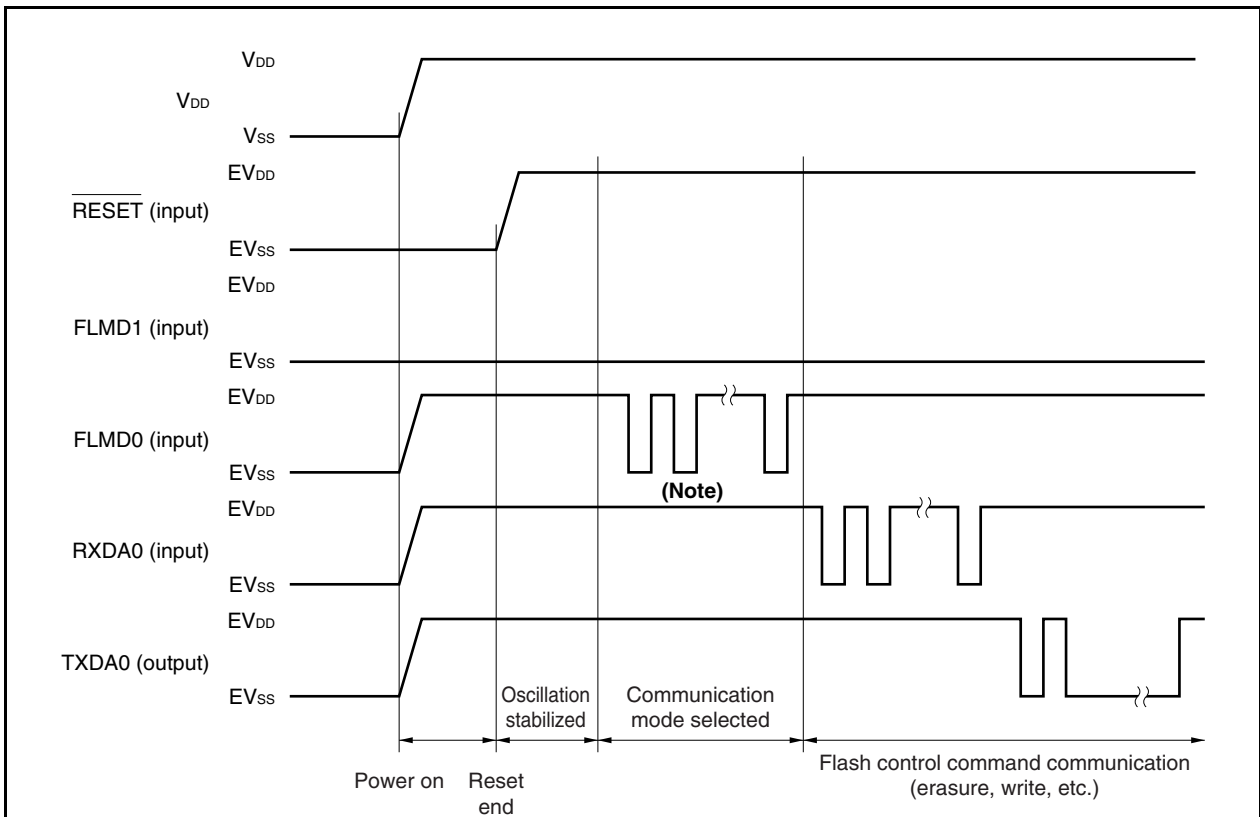 VDD
VDD
VSS
EVDD
RESET (input)
EVSS
EVDD
FLMD1 (input)
EVSS
EVDD
FLMD0 (input)
EVSS
(Note)
EVDD
RXDA0 (input)
EVSS
EVDD
TXDA0 (output)
EVSS
Oscillation
stabilized
Communication
mode selected
Power on
Reset
end
Flash control command communication
(erasure, write, etc.)